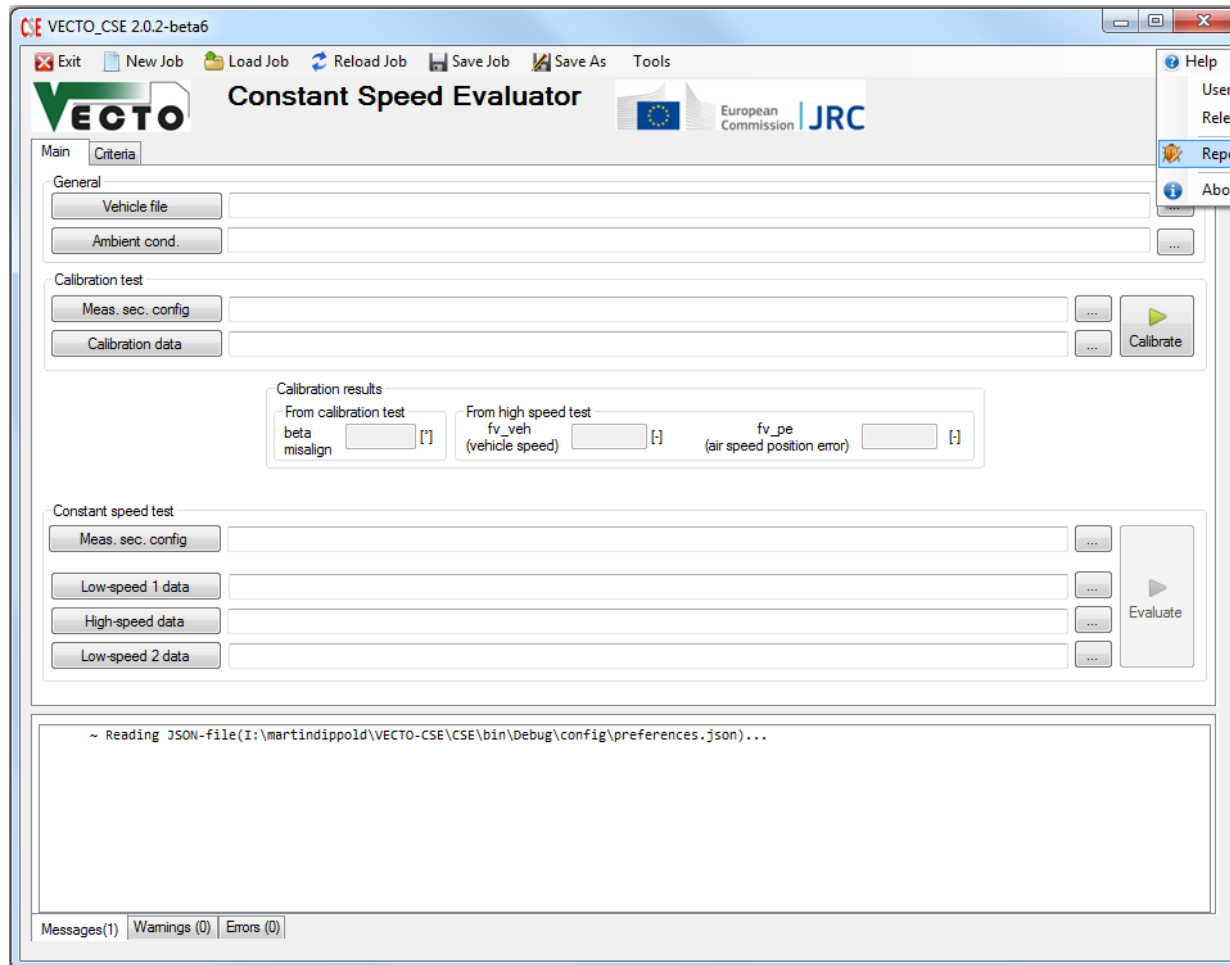 CSE VECTO_CSE 2.0.2-beta6
Exit New Job Load Job Reload Job Save Job Save As Tools Help
User
Rele
Repo
Abo
VECTO Constant Speed Evaluator European Commission JRC
Main Criteria
General
Vehicle file ...
Ambient cond. ...
Calibration test
Meas. sec. config ...
Calibration data ...
Calibrate
Calibration results
From calibration test
beta
misalign [°]
From high speed test
fv_veh
(vehicle speed) [-]
fv_pe
(air speed position error) [-]
Constant speed test
Meas. sec. config ...
Low-speed 1 data ...
High-speed data ...
Low-speed 2 data ...
Evaluate
~ Reading JSON-file(I:\martindippold\VECTO-CSE\CSE\bin\Debug\config\preferences.json)...
Messages(1) Warnings (0) Errors (0)